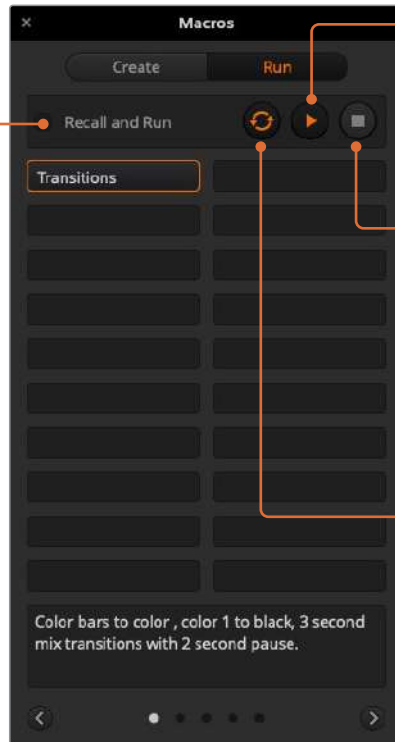 Macros
Create Run
Recall and Run
Transitions
Color bars to color , color 1 to black, 3 second
mix transitions with 2 second pause.